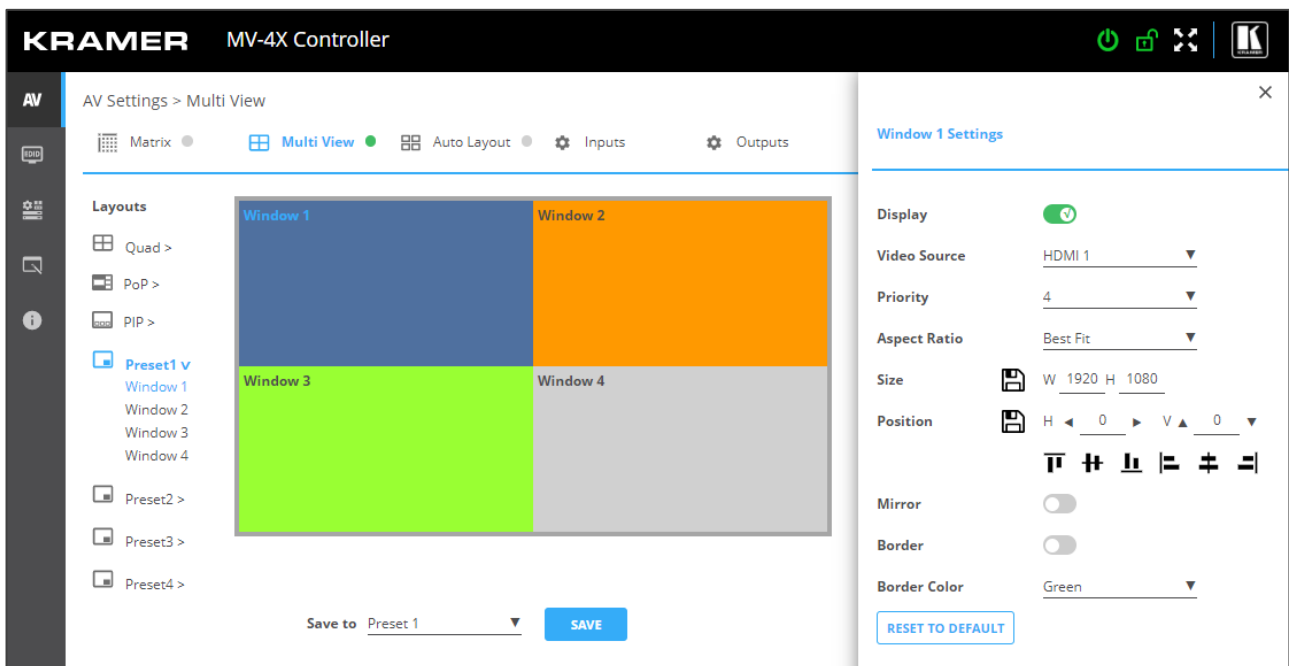 KRAMER
MV-4X Controller
K
KRAMER
AV
AV Settings > Multi View
Matrix
Multi View
Auto Layout
Inputs
Outputs
EDID
Layouts
Quad >
PoP >
PIP >
Preset1 v
Window 1
Window 2
Window 3
Window 4
Preset2 >
Preset3 >
Preset4 >
Window 1
Window 2
Window 3
Window 4
Save to Preset 1 ▼
SAVE
Window 1 Settings
Display
Video Source HDMI 1 ▼
Priority 4 ▼
Aspect Ratio Best Fit ▼
Size W 1920 H 1080
Position H ◄ 0 ► V ▲ 0 ▼
Mirror
Border
Border Color Green ▼
RESET TO DEFAULT